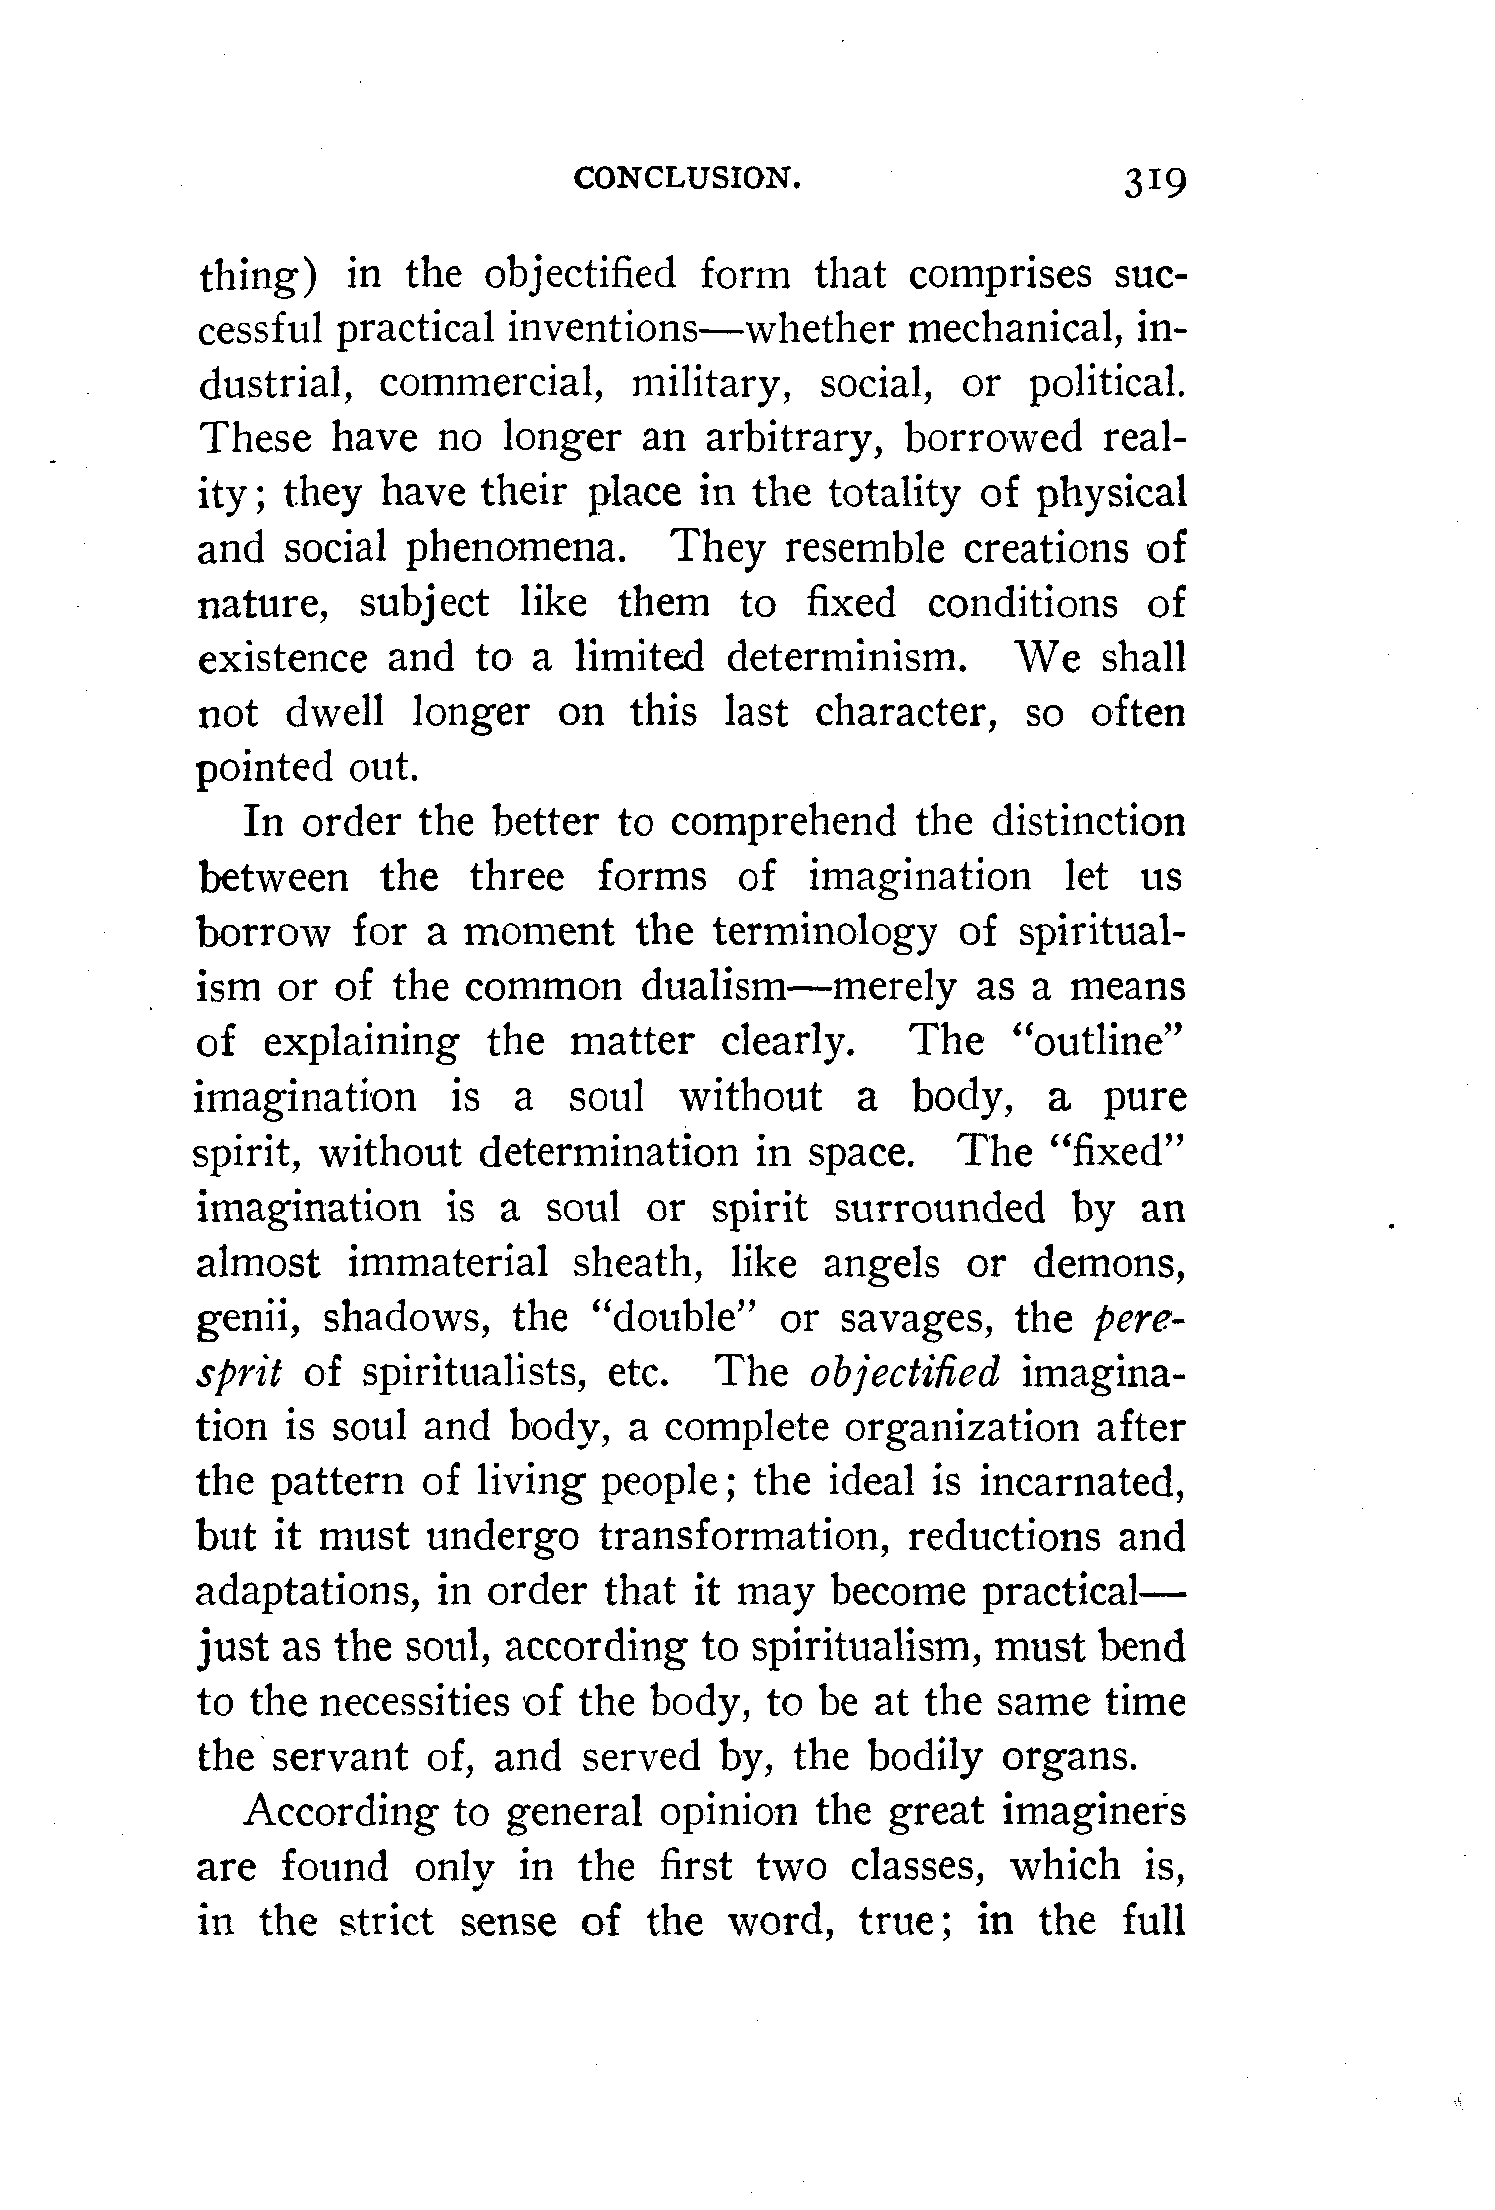 CONCLUSION. 319
thing) in the objectified form that comprises suc-
cessful practical inventions—whether mechanical, in-
dustrial, commercial, military, social, or political.
These have no longer an arbitrary, borrowed real-
ity; they have their place in the totality of physical
and social phenomena. They resemble creations of
nature, subject like them to fixed conditions of
existence and to a limited determinism. We shall
not dwell longer on this last character, so often
pointed out.
In order the better to comprehend the distinction
between the three forms of imagination let us
borrow for a moment the terminology of spiritual-
ism or of the common dualism—merely as a means
of explaining the matter clearly. The “outline”
imagination is a soul without a body, a pure
spirit, without determination in space. The “fixed”
imagination is a soul or spirit surrounded by an
almost immaterial sheath, like angels or demons,
genii, shadows, the “double” or savages, the pere-
sprit of spiritualists, etc. The objectified imagina-
tion is soul and body, a complete organization after
the pattern of living people; the ideal is incarnated,
but it must undergo transformation, reductions and
adaptations, in order that it may become practical—
just as the soul, according to spiritualism, must bend
to the necessities of the body, to be at the same time
the servant of, and served by, the bodily organs.
According to general opinion the great imaginers
are found only in the first two classes, which is,
in the strict sense of the word, true; in the full